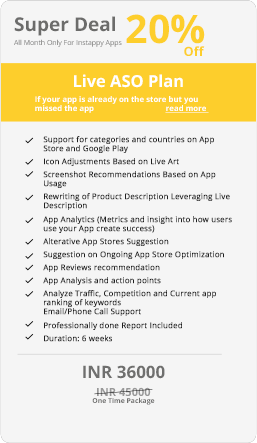 Super Deal
20%
All Month Only For Instappy Apps
Off
Live ASO Plan
If your app is already on the store but you
missed the app read more
Support for categories and countries on App
Store and Google Play
Icon Adjustments Based on Live Art
Screenshot Recommendations Based on App
Usage
Rewriting of Product Description Leveraging Live
Description
App Analytics (Metrics and insight into how users
use your App create success)
Alterative App Stores Suggestion
Suggestion on Ongoing App Store Optimization
App Reviews recommendation
App Analysis and action points
Analyze Traffic, Competition and Current app
ranking of keywords
Email/Phone Call Support
Professionally done Report Included
Duration: 6 weeks
INR 36000
INR 45000
One Time Package